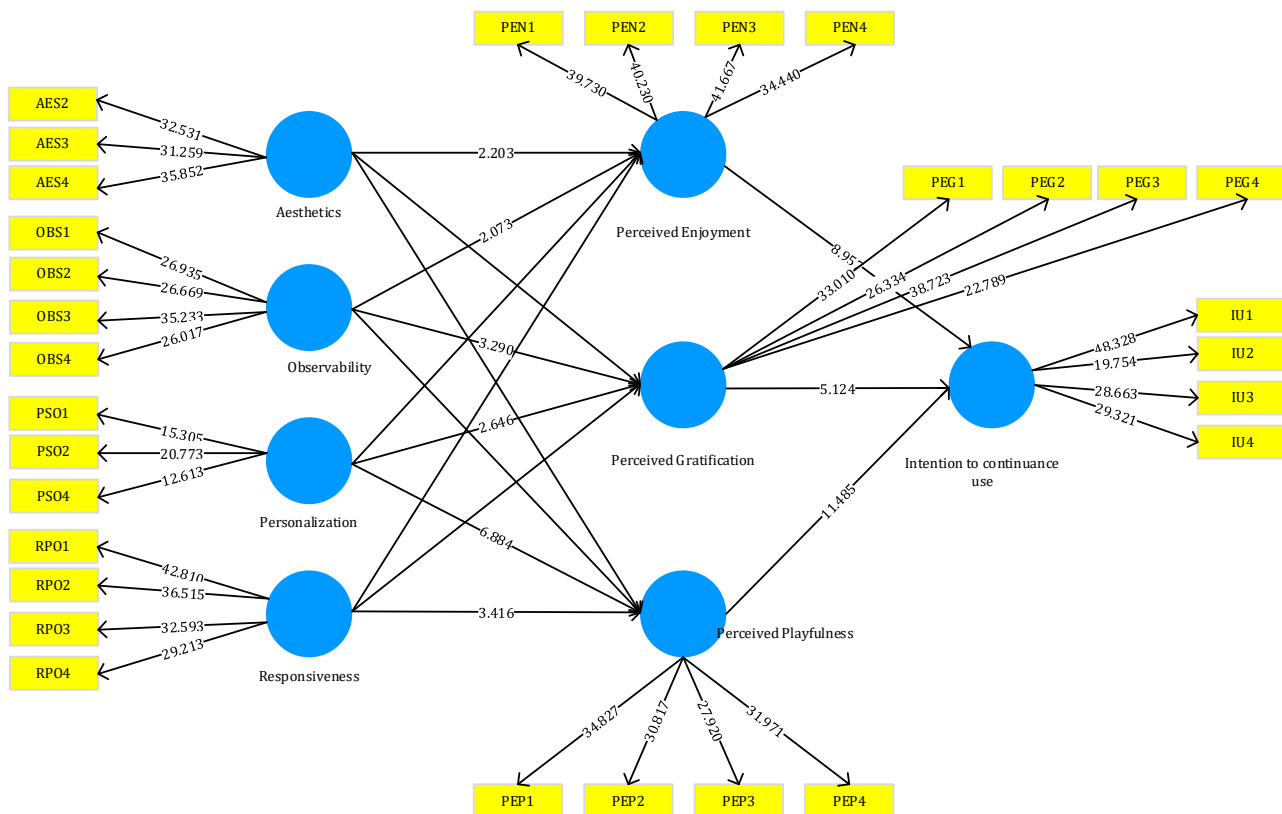 PEN1
PEN2
PEN3
PEN4
39.730
40.230
41.667
34.440
AES2
AES3
AES4
32.531
31.259
35.852
Aesthetics
2.203
Perceived Enjoyment
PEG1
PEG2
PEG3
PEG4
OBS1
OBS2
OBS3
OBS4
26.935
26.669
35.233
26.017
Observability
2.073
3.290
8.957
33.010
26.334
38.723
22.789
IU1
IU2
IU3
IU4
48.328
19.754
28.663
29.321
5.124
Perceived Gratification
Intention to continuance
use
PSO1
PSO2
PSO4
15.305
20.773
12.613
Personalization
2.646
6.884
11.485
RPO1
RPO2
RPO3
RPO4
42.810
36.515
32.593
29.213
Responsiveness
3.416
Perceived Playfulness
34.827
30.817
27.920
31.971
PEP1
PEP2
PEP3
PEP4